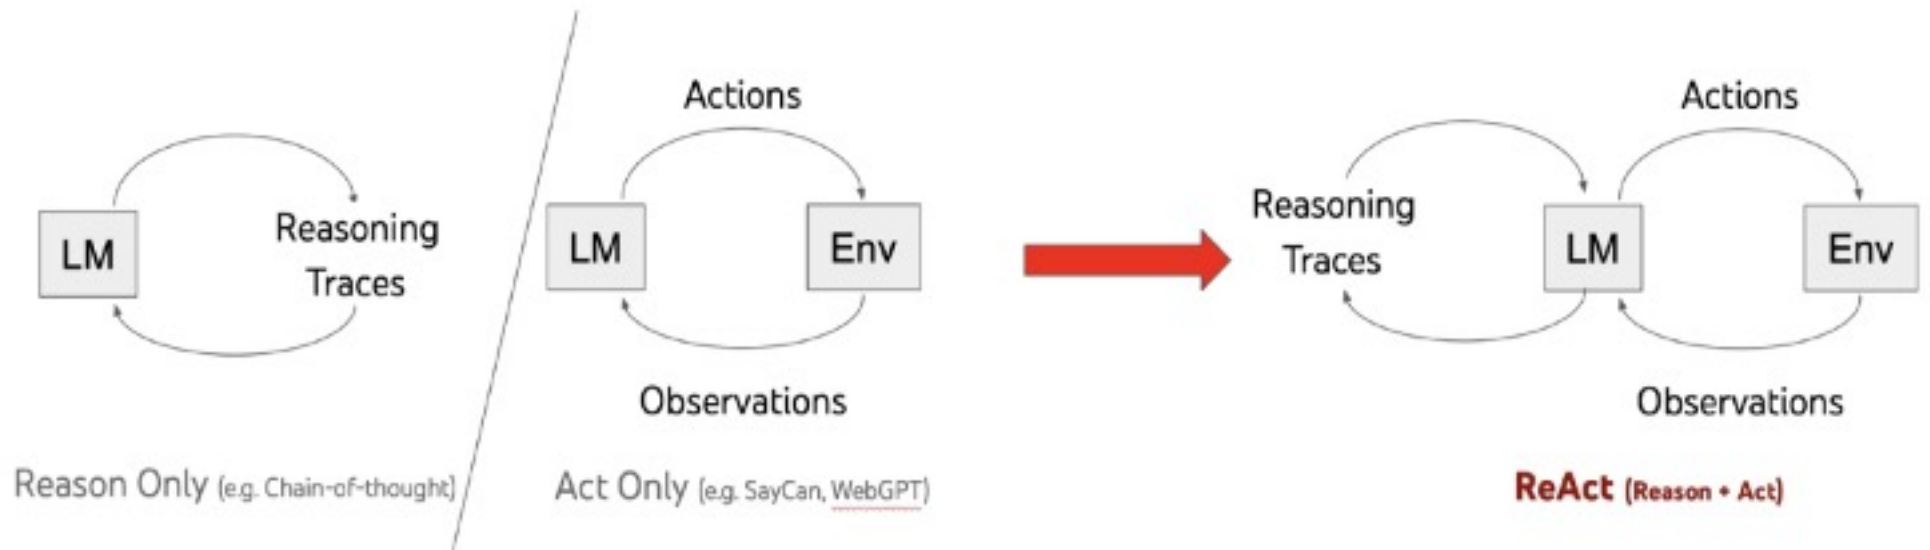 LM
Reasoning
Traces
Reason Only (e.g. Chain-of-thought)
Actions
LM
Env
Observations
Act Only (e.g. SayCan, WebGPT)
Actions
Reasoning
Traces
LM
Env
Observations
ReAct (Reason + Act)